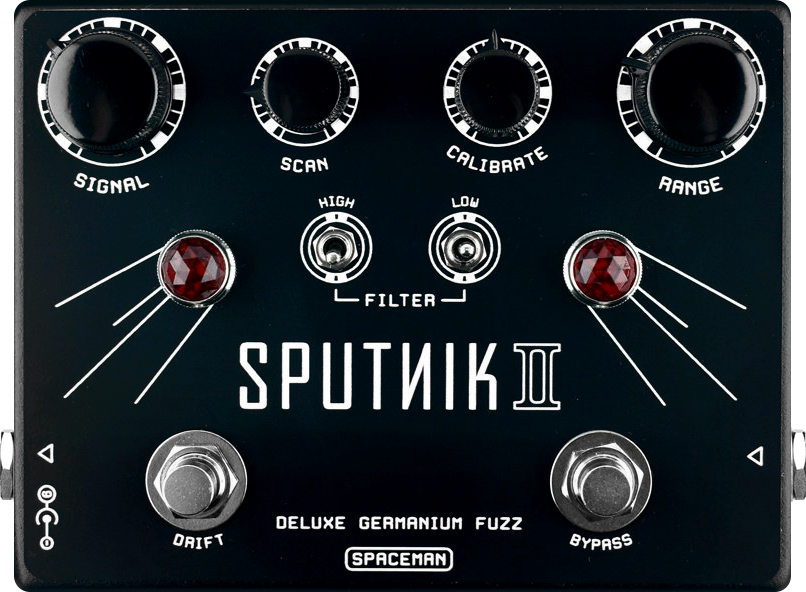 SIGNAL
SCAN
CALIBRATE
RANGE
HIGH
LOW
FILTER
SPUTNIK II
DRIFT
DELUXE GERMANIUM FUZZ
BYPASS
SPACEMAN